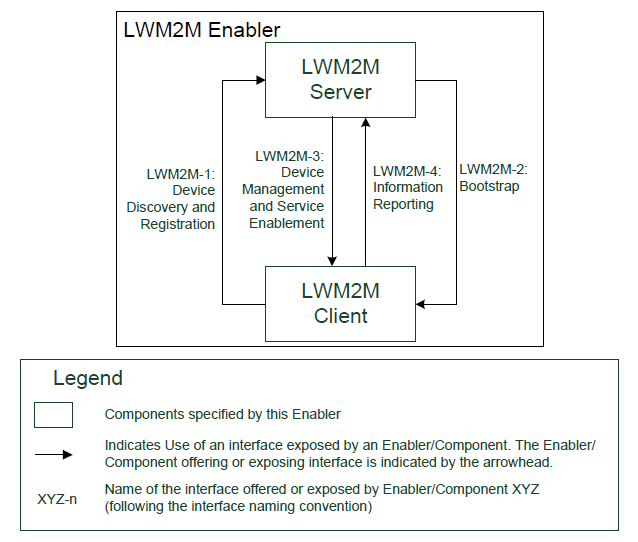 LWM2M Enabler
LWM2M
Server
LWM2M-1:
Device
Discovery and
Registration
LWM2M-3:
Device
Management
and Service
Enablement
LWM2M-4:
Information
Reporting
LWM2M-2:
Bootstrap
LWM2M
Client
Legend
Components specified by this Enabler
Indicates Use of an interface exposed by an Enabler/Component. The Enabler/
Component offering or exposing interface is indicated by the arrowhead.
XYZ-n
Name of the interface offered or exposed by Enabler/Component XYZ
(following the interface naming convention)